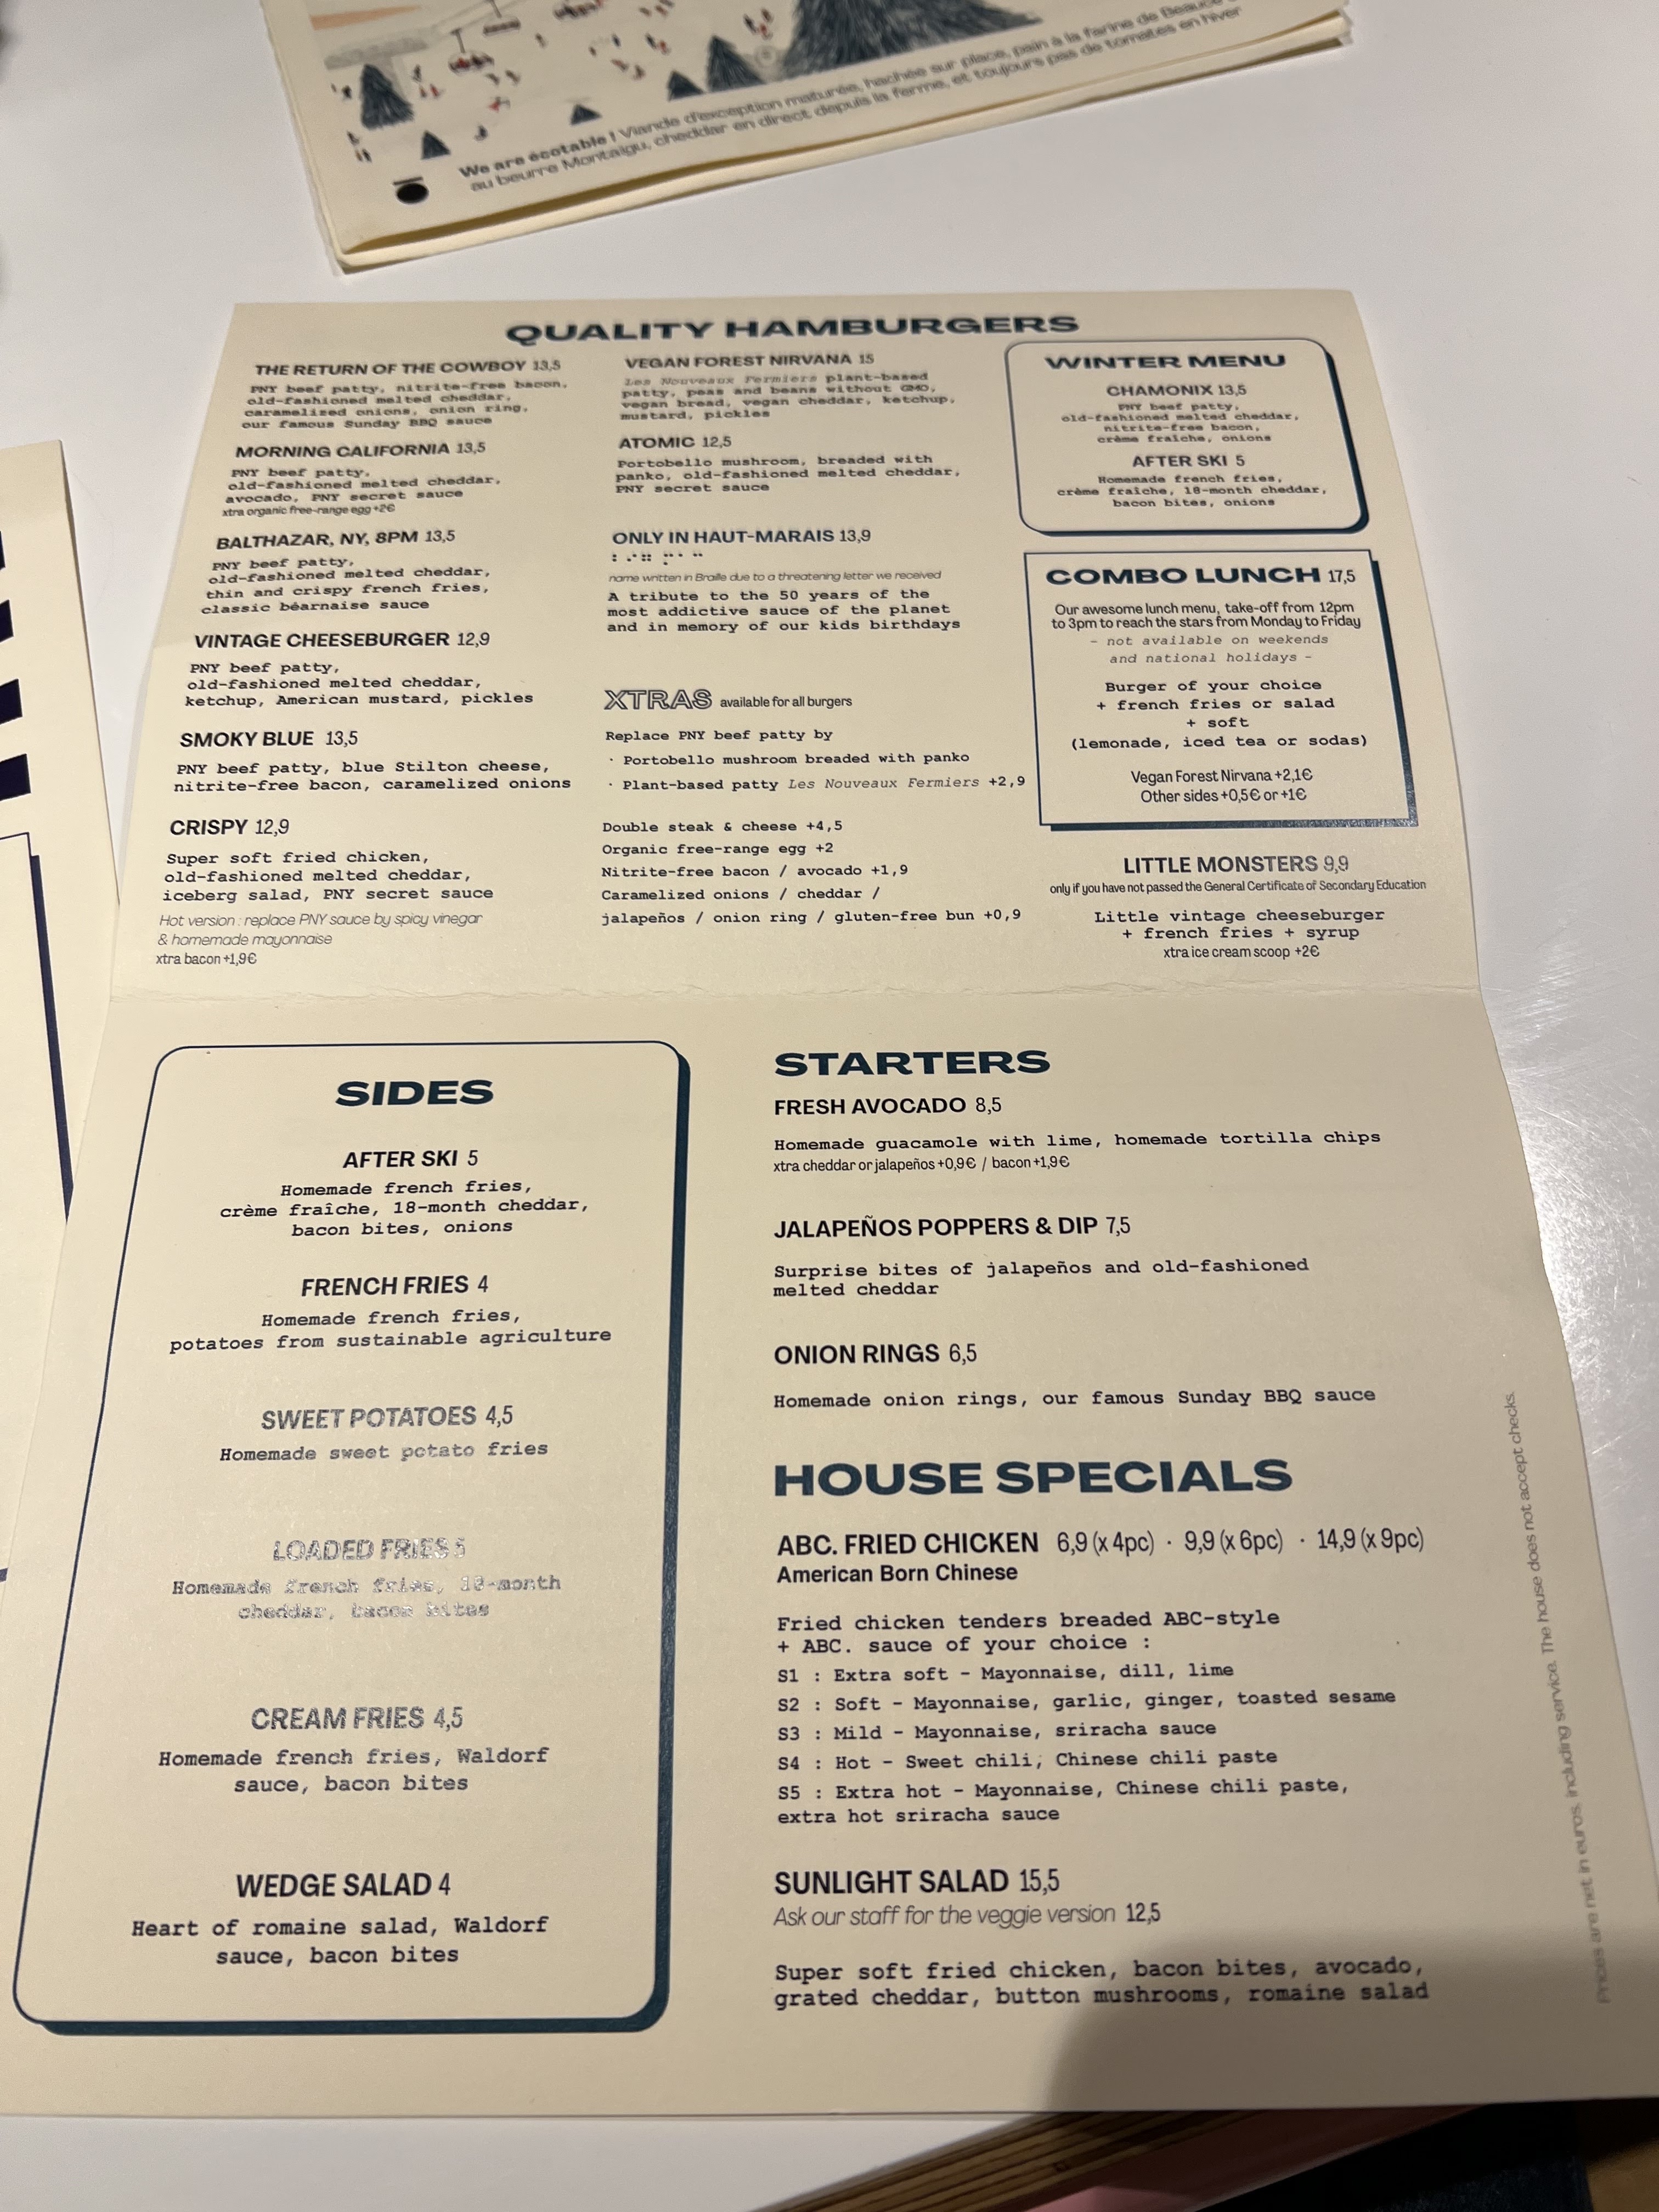 We are écotable ! Viande d'exception maturée, hachée sur place, pain à la farine de Beauce
au beurre Montaigu, cheddar en direct depuis la ferme, et toujours pas de tomates en hiver
QUALITY HAMBURGERS
THE RETURN OF THE COWBOY 13,5
PNY beef patty, nitrite-free bacon,
old-fashioned melted cheddar,
caramelized onions, onion ring,
our famous Sunday BBQ sauce
MORNING CALIFORNIA 13,5
PNY beef patty,
old-fashioned melted cheddar,
avocado, PNY secret sauce
xtra organic free-range egg +2€
BALTHAZAR, NY, 8PM 13,5
PNY beef patty,
old-fashioned melted cheddar,
thin and crispy french fries,
classic béarnaise sauce
VINTAGE CHEESEBURGER 12,9
PNY beef patty,
old-fashioned melted cheddar,
ketchup, American mustard, pickles
SMOKY BLUE 13,5
PNY beef patty, blue Stilton cheese,
nitrite-free bacon, caramelized onions
CRISPY 12,9
Super soft fried chicken,
old-fashioned melted cheddar,
iceberg salad, PNY secret sauce
Hot version : replace PNY sauce by spicy vinegar
& homemade mayonnaise
xtra bacon +1,9€
VEGAN FOREST NIRVANA 15
Les Nouveaux Fermiers plant-based
patty, peas and beans without GMO,
vegan bread, vegan cheddar, ketchup,
mustard, pickles
ATOMIC 12,5
Portobello mushroom, breaded with
panko, old-fashioned melted cheddar,
PNY secret sauce
ONLY IN HAUT-MARAIS 13,9
name written in Braille due to a threatening letter we received
A tribute to the 50 years of the
most addictive sauce of the planet
and in memory of our kids birthdays
XTRAS available for all burgers
Replace PNY beef patty by
· Portobello mushroom breaded with panko
· Plant-based patty Les Nouveaux Fermiers +2,9
Double steak & cheese +4,5
Organic free-range egg +2
Nitrite-free bacon / avocado +1,9
Caramelized onions / cheddar /
jalapeños / onion ring / gluten-free bun +0,9
WINTER MENU
CHAMONIX 13,5
PNY beef patty,
old-fashioned melted cheddar,
nitrite-free bacon,
crème fraîche, onions
AFTER SKI 5
Homemade french fries,
crème fraîche, 18-month cheddar,
bacon bites, onions
COMBO LUNCH 17,5
Our awesome lunch menu, take-off from 12pm
to 3pm to reach the stars from Monday to Friday
- not available on weekends
and national holidays -
Burger of your choice
+ french fries or salad
+ soft
(lemonade, iced tea or sodas)
Vegan Forest Nirvana +2,1€
Other sides +0,5€ or +1€
LITTLE MONSTERS 9,9
only if you have not passed the General Certificate of Secondary Education
Little vintage cheeseburger
+ french fries + syrup
xtra ice cream scoop +2€
SIDES
AFTER SKI 5
Homemade french fries,
crème fraîche, 18-month cheddar,
bacon bites, onions
FRENCH FRIES 4
Homemade french fries,
potatoes from sustainable agriculture
SWEET POTATOES 4,5
Homemade sweet potato fries
LOADED FRIES 5
Homemade french fries, 18-month
cheddar, bacon bites
CREAM FRIES 4,5
Homemade french fries, Waldorf
sauce, bacon bites
WEDGE SALAD 4
Heart of romaine salad, Waldorf
sauce, bacon bites
STARTERS
FRESH AVOCADO 8,5
Homemade guacamole with lime, homemade tortilla chips
xtra cheddar or jalapeños +0,9€ / bacon +1,9€
JALAPEÑOS POPPERS & DIP 7,5
Surprise bites of jalapeños and old-fashioned
melted cheddar
ONION RINGS 6,5
Homemade onion rings, our famous Sunday BBQ sauce
HOUSE SPECIALS
ABC. FRIED CHICKEN 6,9 (x 4pc) · 9,9 (x 6pc) · 14,9 (x 9pc)
American Born Chinese
Fried chicken tenders breaded ABC-style
+ ABC. sauce of your choice :
S1 : Extra soft - Mayonnaise, dill, lime
S2 : Soft - Mayonnaise, garlic, ginger, toasted sesame
S3 : Mild - Mayonnaise, sriracha sauce
S4 : Hot - Sweet chili, Chinese chili paste
S5 : Extra hot - Mayonnaise, Chinese chili paste,
extra hot sriracha sauce
SUNLIGHT SALAD 15,5
Ask our staff for the veggie version 12,5
Super soft fried chicken, bacon bites, avocado,
grated cheddar, button mushrooms, romaine salad
Prices are net in euros, including service. The house does not accept checks.